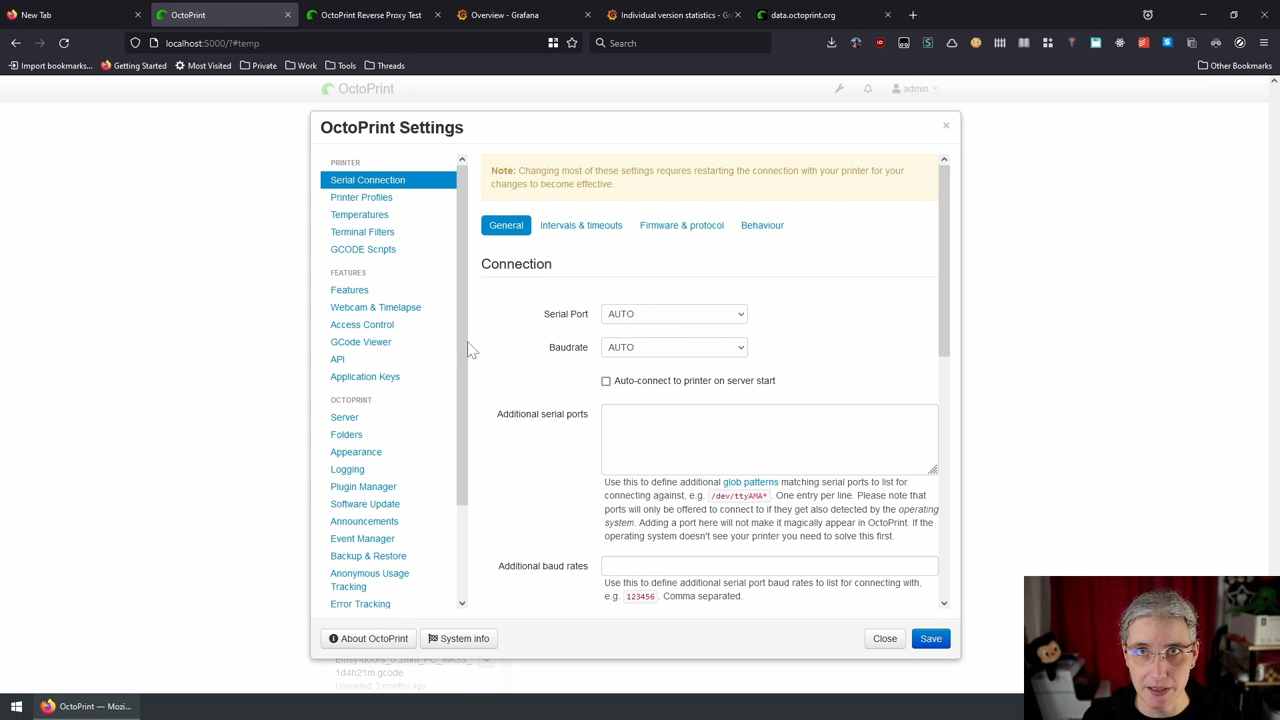 New Tab
OctoPrint
OctoPrint Reverse Proxy Test
Overview - Grafana
Individual version statistics - Gr
data.octoprint.org
localhost:5000/?#temp
Search
Import bookmarks...
Getting Started
Most Visited
Private
Work
Tools
Threads
Other Bookmarks
OctoPrint
admin
OctoPrint Settings
PRINTER
Serial Connection
Printer Profiles
Temperatures
Terminal Filters
GCODE Scripts
FEATURES
Features
Webcam & Timelapse
Access Control
GCode Viewer
API
Application Keys
OCTOPRINT
Server
Folders
Appearance
Logging
Plugin Manager
Software Update
Announcements
Event Manager
Backup & Restore
Anonymous Usage
Tracking
Error Tracking
Note: Changing most of these settings requires restarting the connection with your printer for your
changes to become effective.
General
Intervals & timeouts
Firmware & protocol
Behaviour
Connection
Serial Port
AUTO
Baudrate
AUTO
Auto-connect to printer on server start
Additional serial ports
Use this to define additional glob patterns matching serial ports to list for
connecting against, e.g. /dev/ttyAMA* . One entry per line. Please note that
ports will only be offered to connect to if they get also detected by the operating
system. Adding a port here will not make it magically appear in OctoPrint. If the
operating system doesn't see your printer you need to solve this first.
Additional baud rates
Use this to define additional serial port baud rates to list for connecting with,
e.g. 123456 . Comma separated.
About OctoPrint
System info
Close
Save
1d4h21m.gcode
Uploaded: 3 months ago
OctoPrint — Mozi...